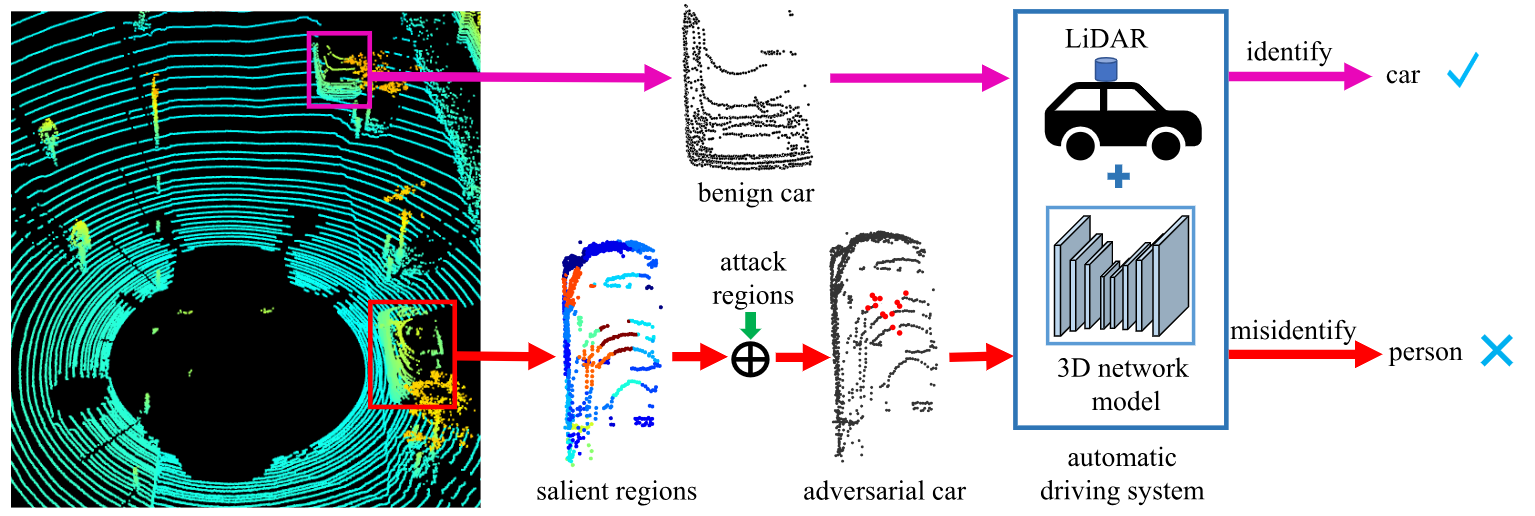 LiDAR
identify
car
benign car
attack
regions
misidentify
person
3D network
model
salient regions
adversarial car
automatic
driving system